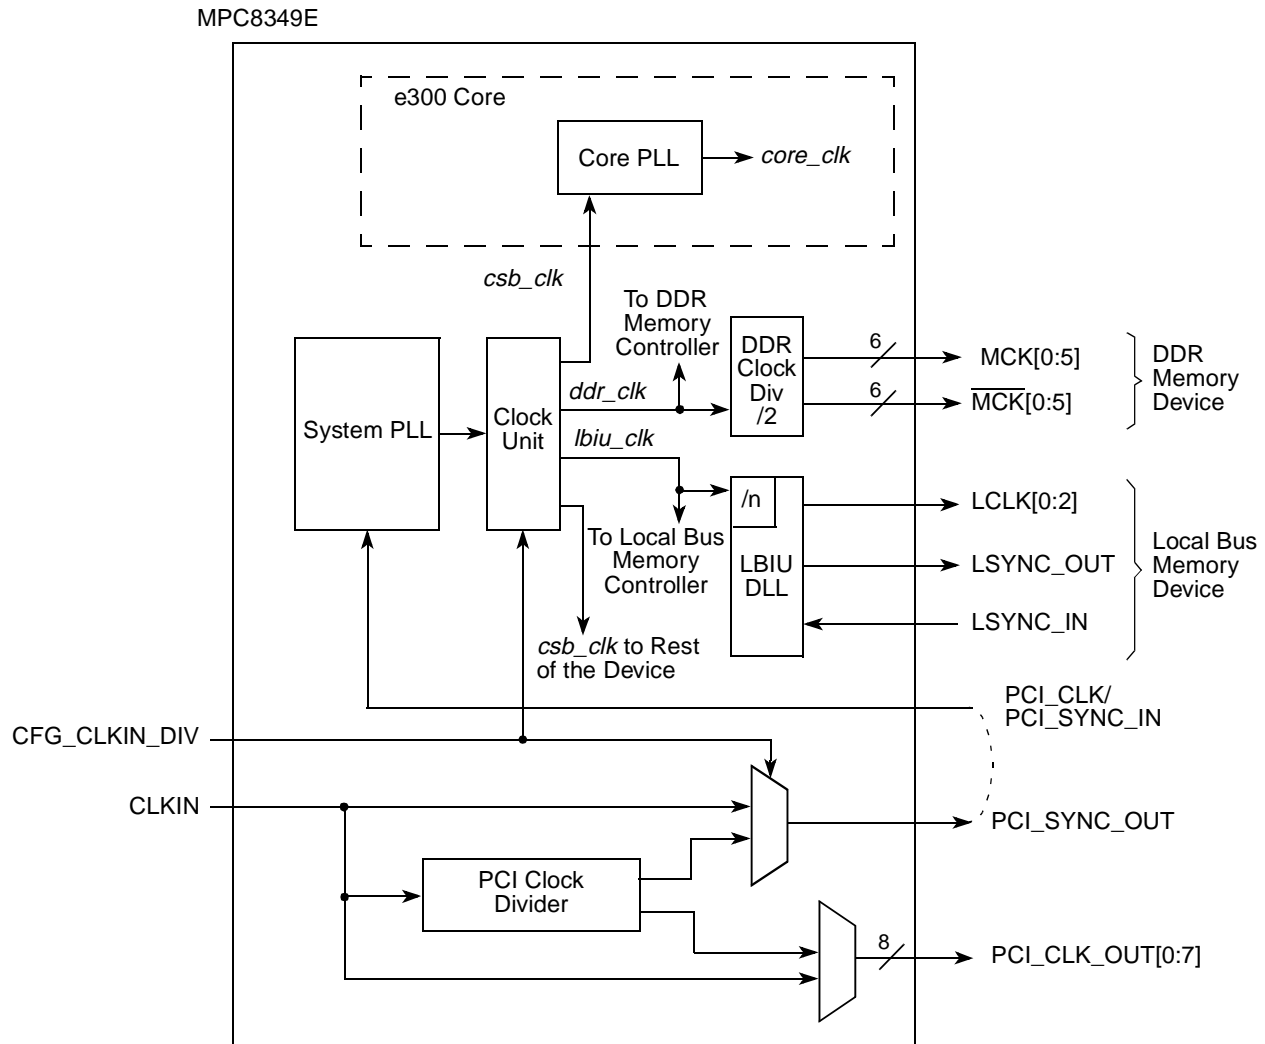 MPC8349E
e300 Core
Core PLL
core_clk
csb_clk
To DDR
Memory
Controller
DDR
Clock
Div
/2
6
MCK[0:5]
6
MCK[0:5]
DDR
Memory
Device
System PLL
Clock
Unit
ddr_clk
lbiu_clk
/n
LBIU
DLL
To Local Bus
Memory
Controller
LCLK[0:2]
LSYNC_OUT
LSYNC_IN
Local Bus
Memory
Device
csb_clk to Rest
of the Device
PCI_CLK/
PCI_SYNC_IN
CFG_CLKIN_DIV
CLKIN
PCI_SYNC_OUT
PCI Clock
Divider
8
PCI_CLK_OUT[0:7]